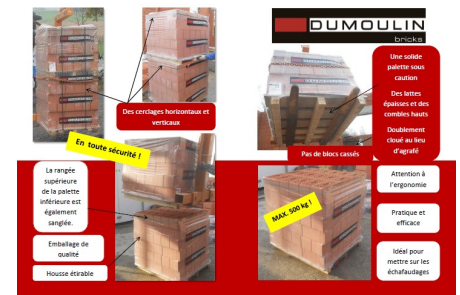 DUMOULIN
bricks
Des cerclages horizontaux et
verticaux
En toute sécurité !
La rangée
supérieure
de la palette
inférieure est
également
sanglée.
Emballage de
qualité
Housse étirable
Une solide
palette sous
caution
Des lattes
épaisses et des
combles hauts
Doublement
cloué au lieu
d'agrafé
Pas de blocs cassés
MAX. 500 kg !
Attention à
l'ergonomie
Pratique et
efficace
Idéal pour
mettre sur les
échafaudages